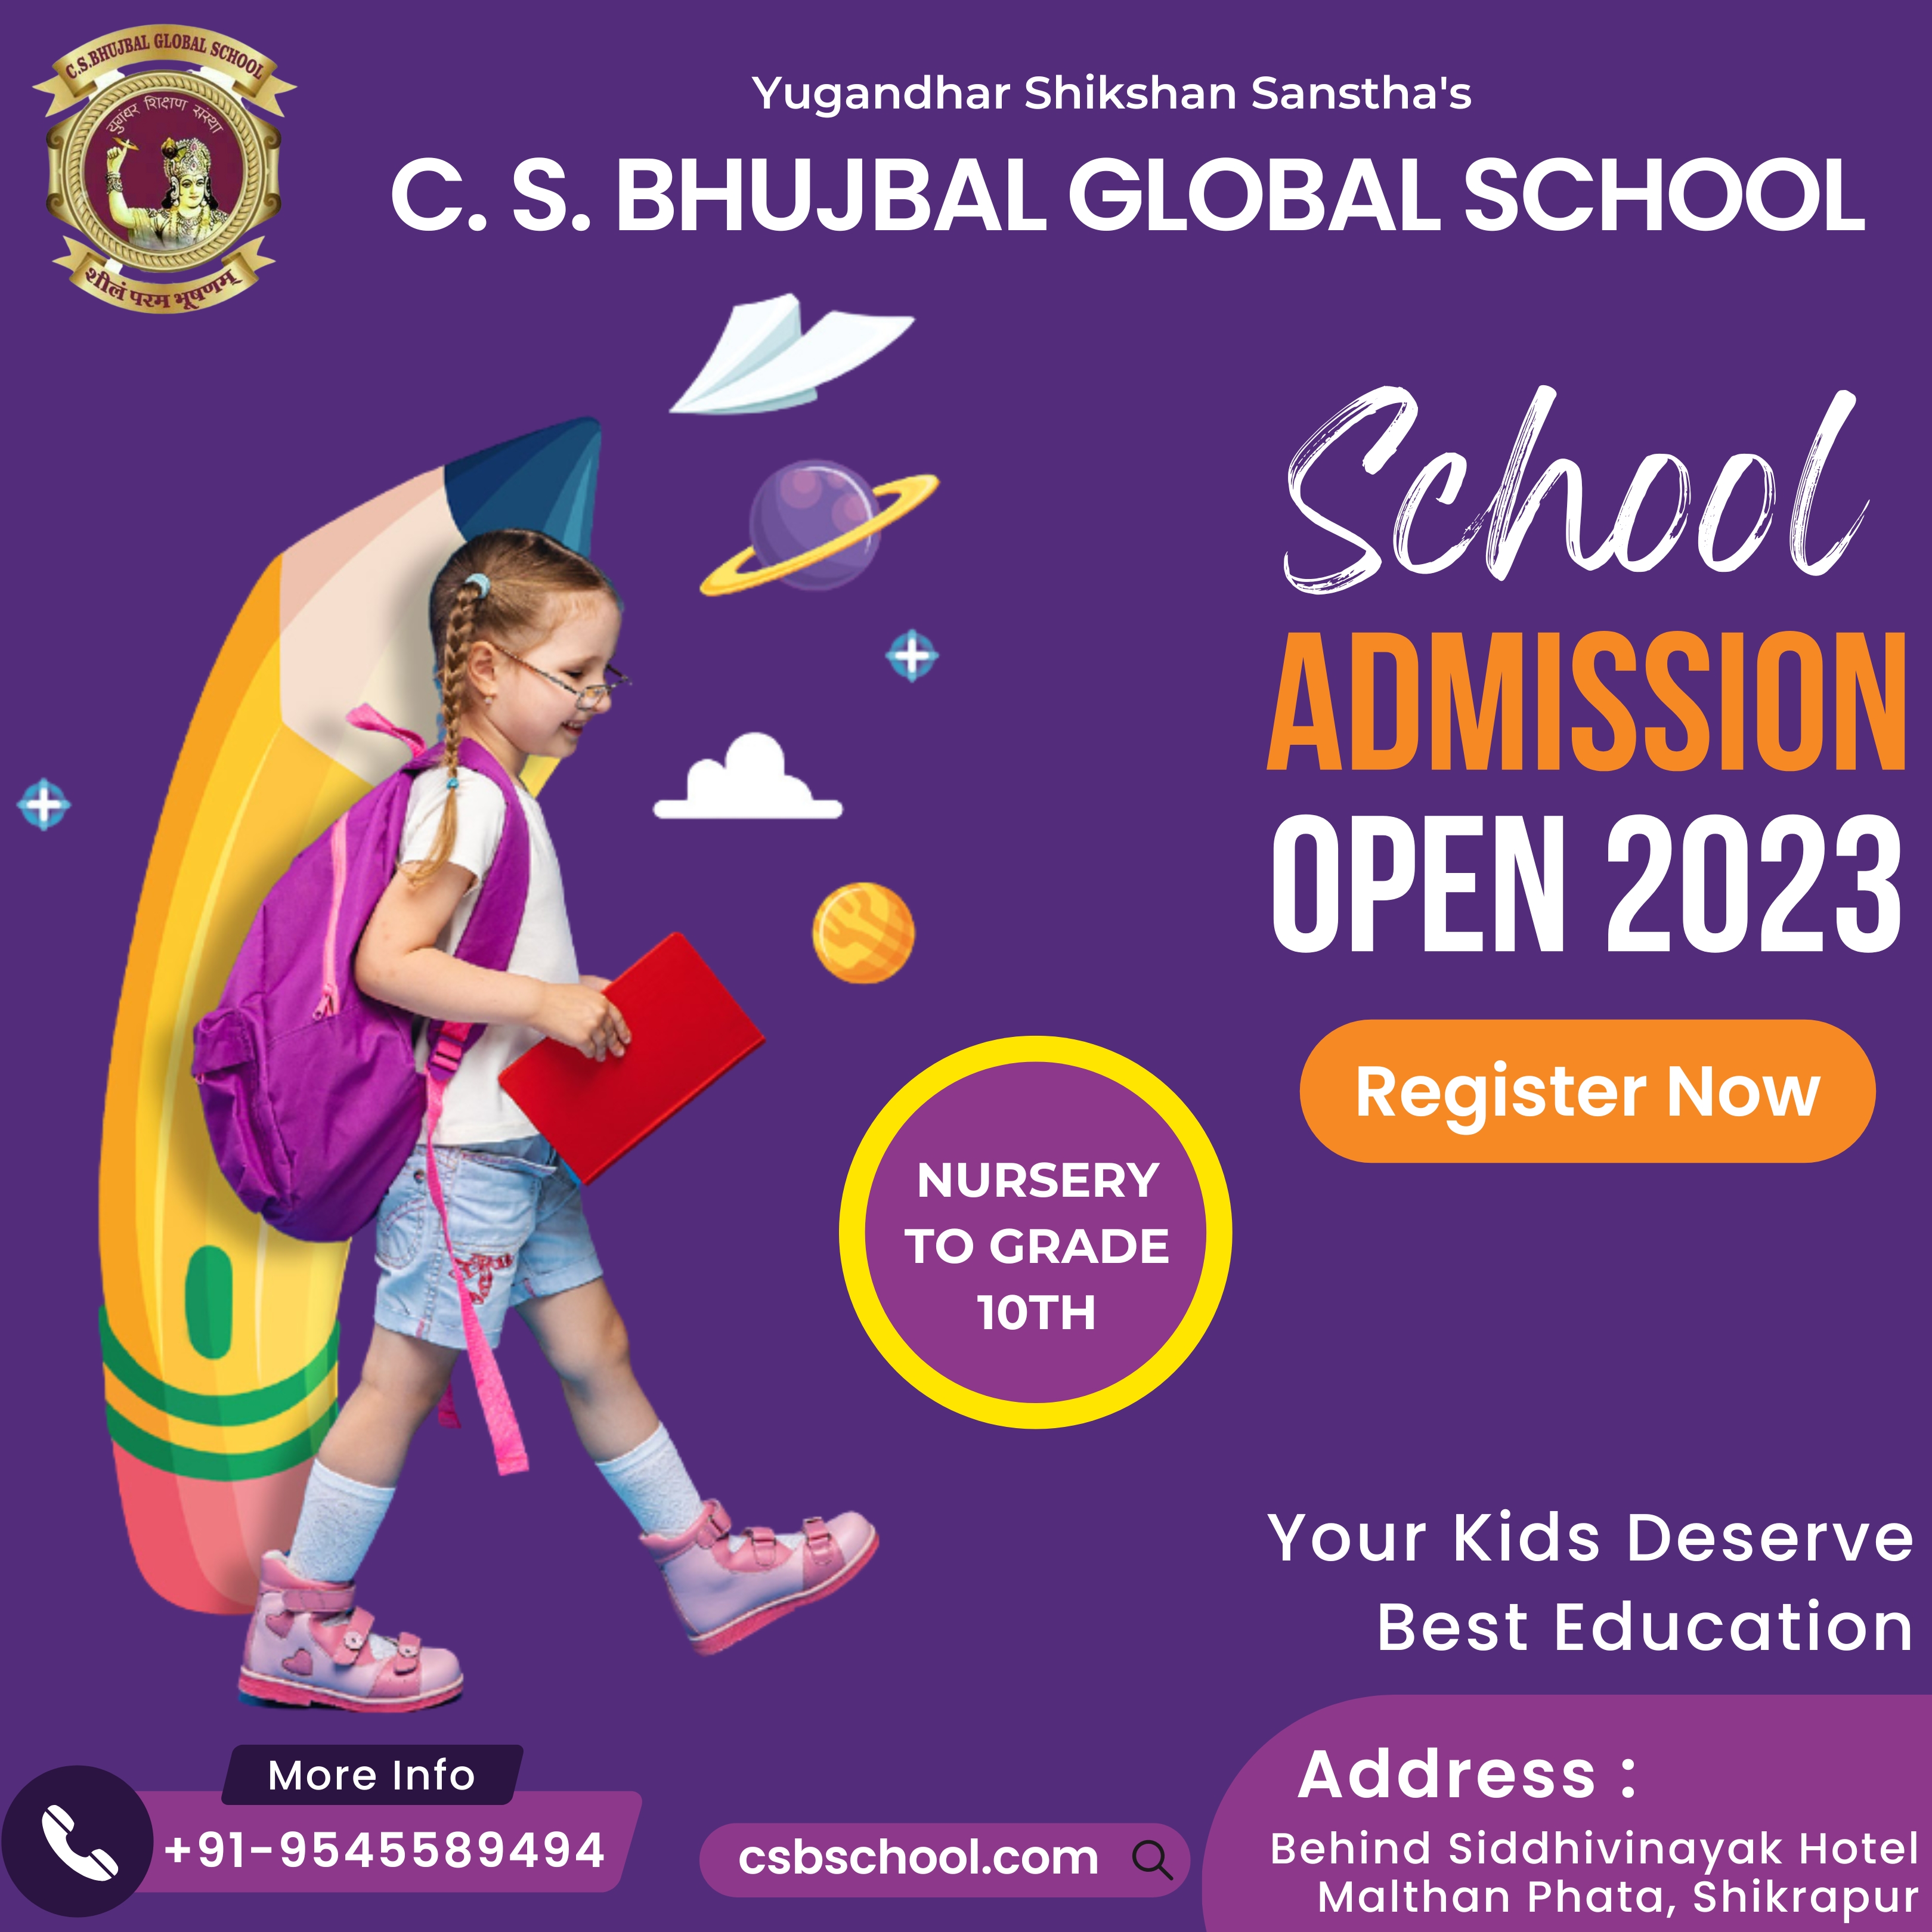 C.S.BHUJBAL GLOBAL SCHOOL
युगंधर शिक्षण संस्था
शीलं परम भूषणम्
Yugandhar Shikshan Sanstha's
C. S. BHUJBAL GLOBAL SCHOOL
School
ADMISSION
OPEN 2023
Register Now
NURSERY
TO GRADE
10TH
Your Kids Deserve
Best Education
More Info
+91-9545589494
csbschool.com
Address :
Behind Siddhivinayak Hotel
Malthan Phata, Shikrapur